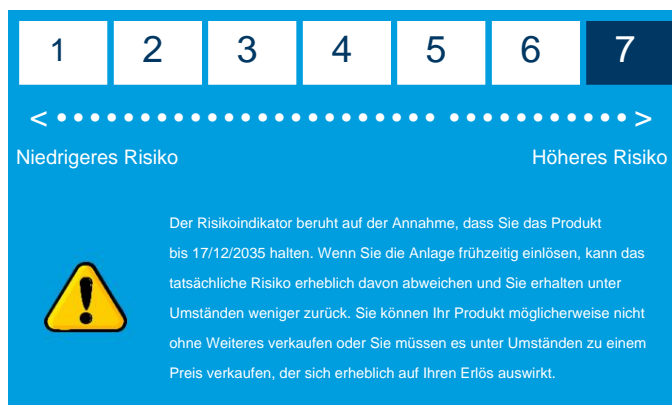 1 2 3 4 5 6 7
< >
Niedrigeres Risiko Höheres Risiko
Der Risikoindikator beruht auf der Annahme, dass Sie das Produkt
bis 17/12/2035 halten. Wenn Sie die Anlage frühzeitig einlösen, kann das
tatsächliche Risiko erheblich davon abweichen und Sie erhalten unter
Umständen weniger zurück. Sie können Ihr Produkt möglicherweise nicht
ohne Weiteres verkaufen oder Sie müssen es unter Umständen zu einem
Preis verkaufen, der sich erheblich auf Ihren Erlös auswirkt.